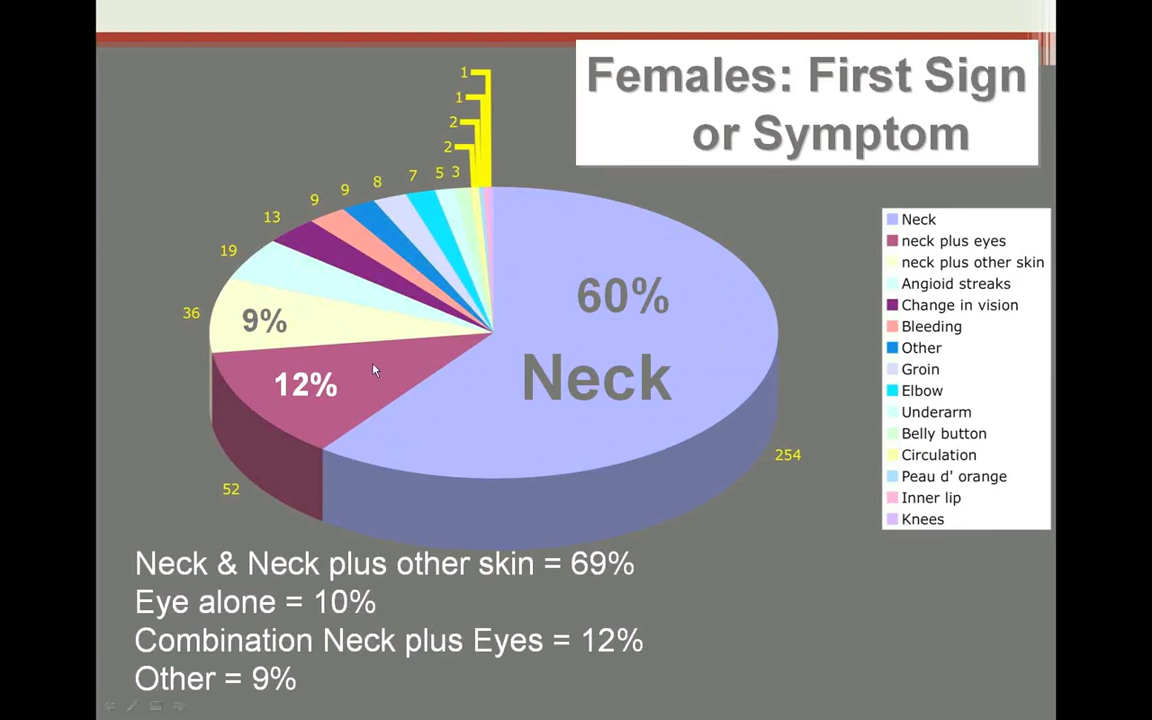 Females: First Sign
or Symptom
1
1
2
2
3
5
7
8
9
9
13
19
36
52
254
60%
Neck
9%
12%
Neck
neck plus eyes
neck plus other skin
Angioid streaks
Change in vision
Bleeding
Other
Groin
Elbow
Underarm
Belly button
Circulation
Peau d' orange
Inner lip
Knees
Neck & Neck plus other skin = 69%
Eye alone = 10%
Combination Neck plus Eyes = 12%
Other = 9%